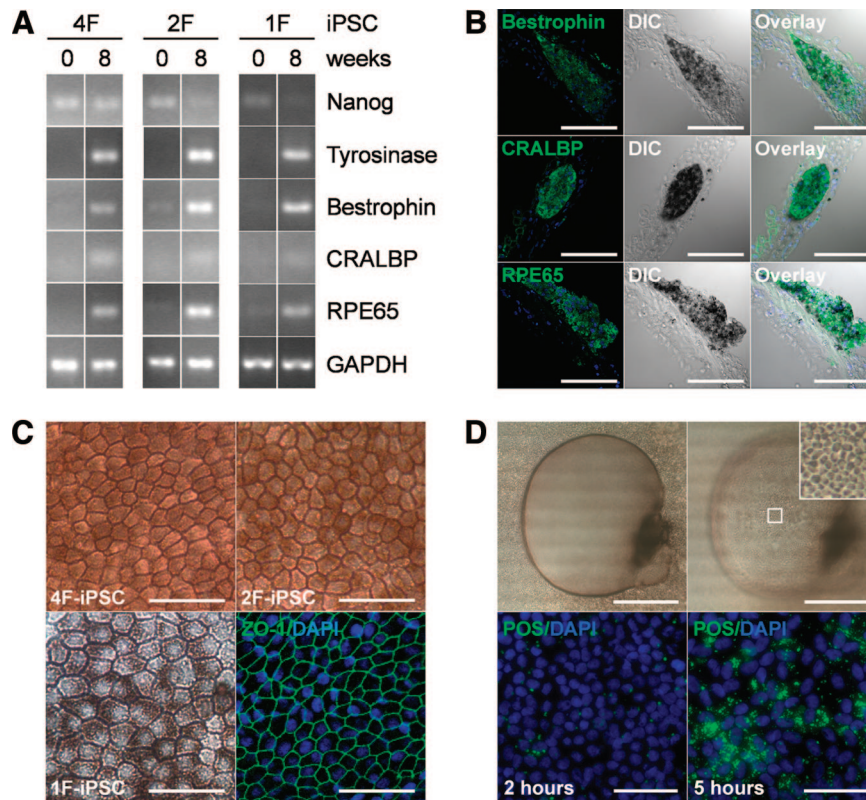 A
4F 2F 1F iPSC
0 8 0 8 0 8 weeks
Nanog
Tyrosinase
Bestrophin
CRALBP
RPE65
GAPDH
B
Bestrophin DIC Overlay
CRALBP DIC Overlay
RPE65 DIC Overlay
C
4F-iPSC 2F-iPSC
ZO-1/DAPI
1F-iPSC
D
POS/DAPI POS/DAPI
2 hours 5 hours